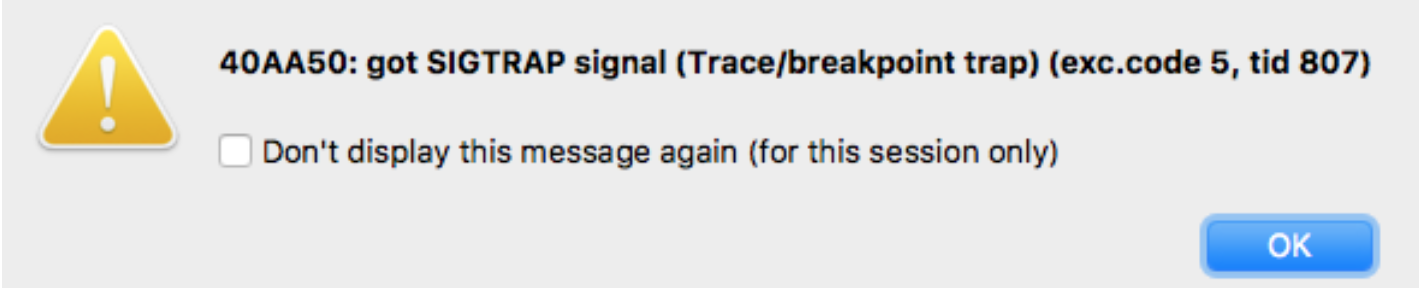 40AA50: got SIGTRAP signal (Trace/breakpoint trap) (exc.code 5, tid 807)
Don't display this message again (for this session only)
OK